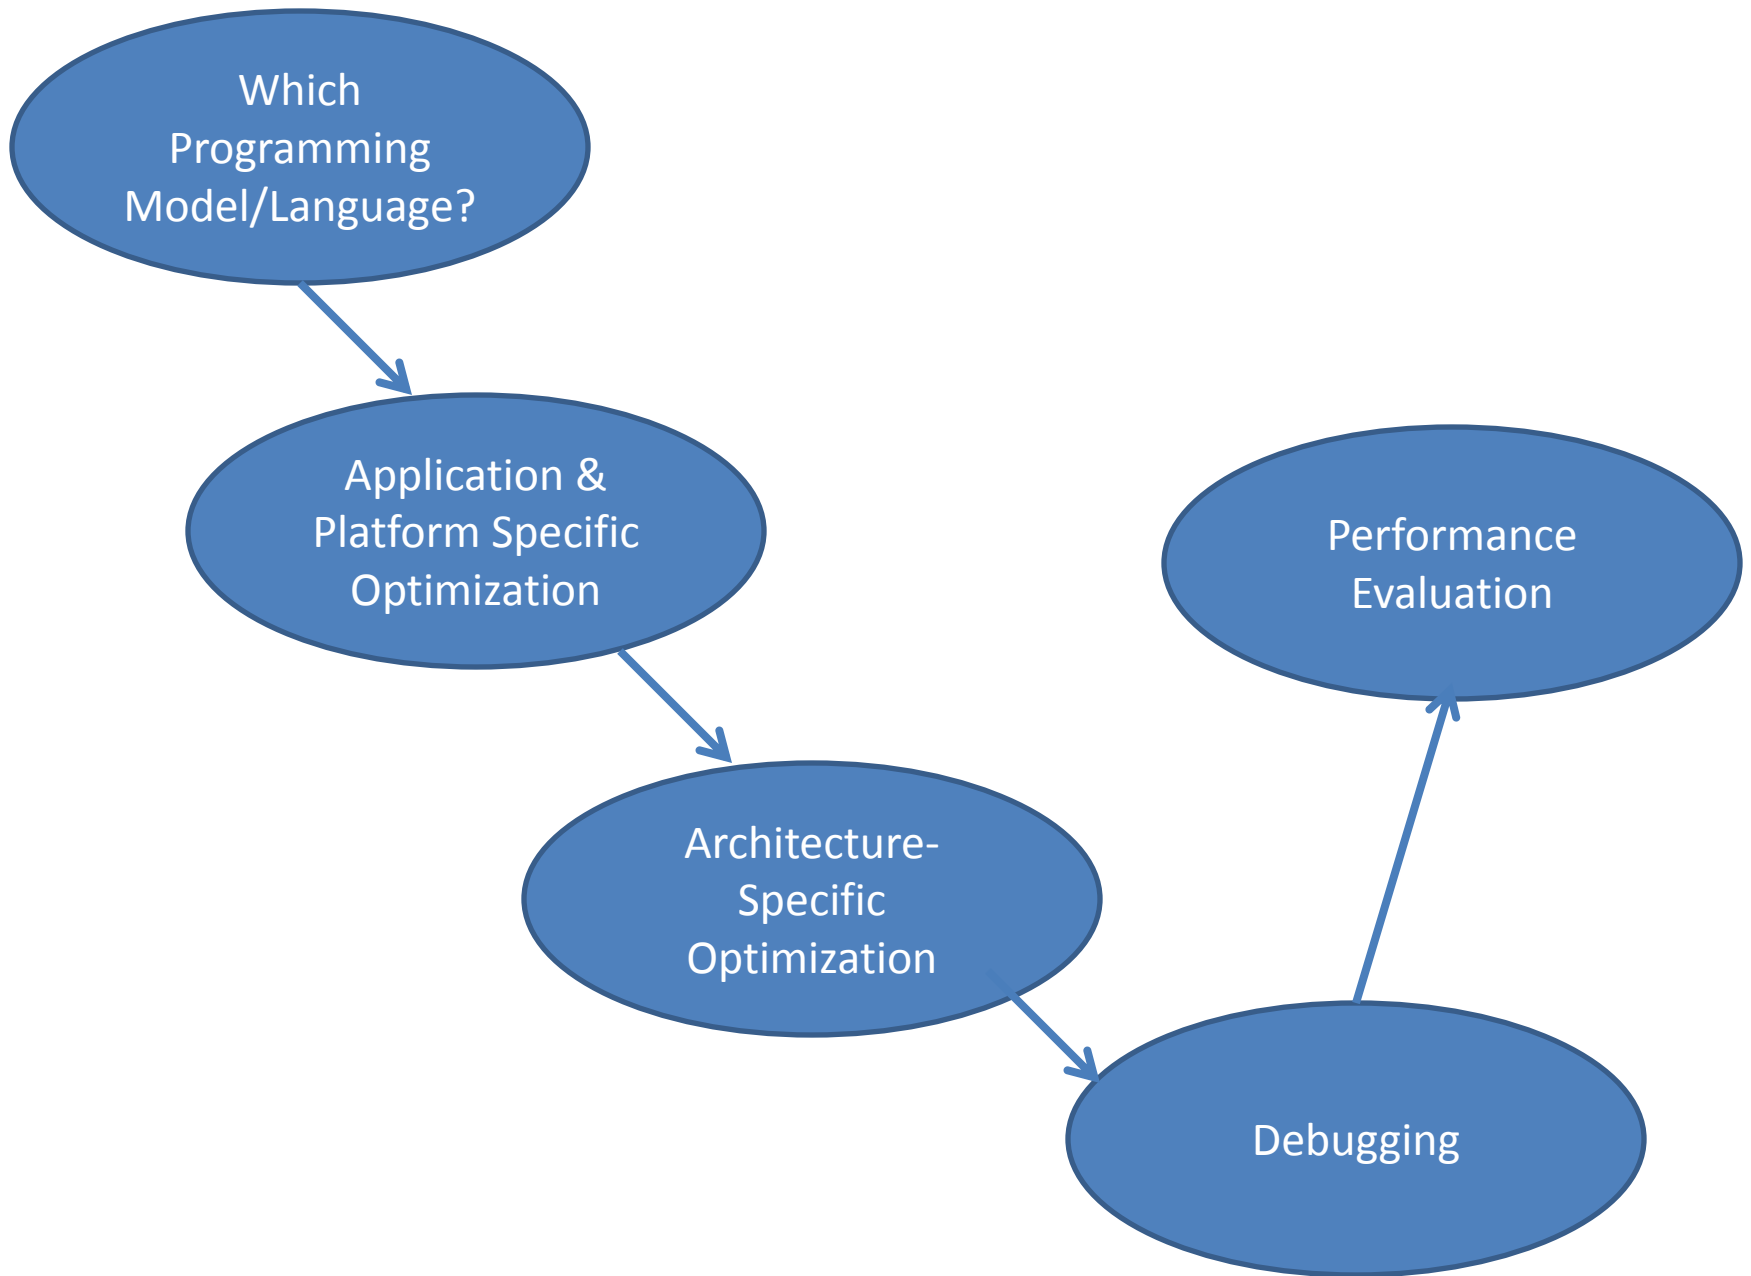 Which
Programming
Model/Language?
Application &
Platform Specific
Optimization
Architecture-
Specific
Optimization
Debugging
Performance
Evaluation